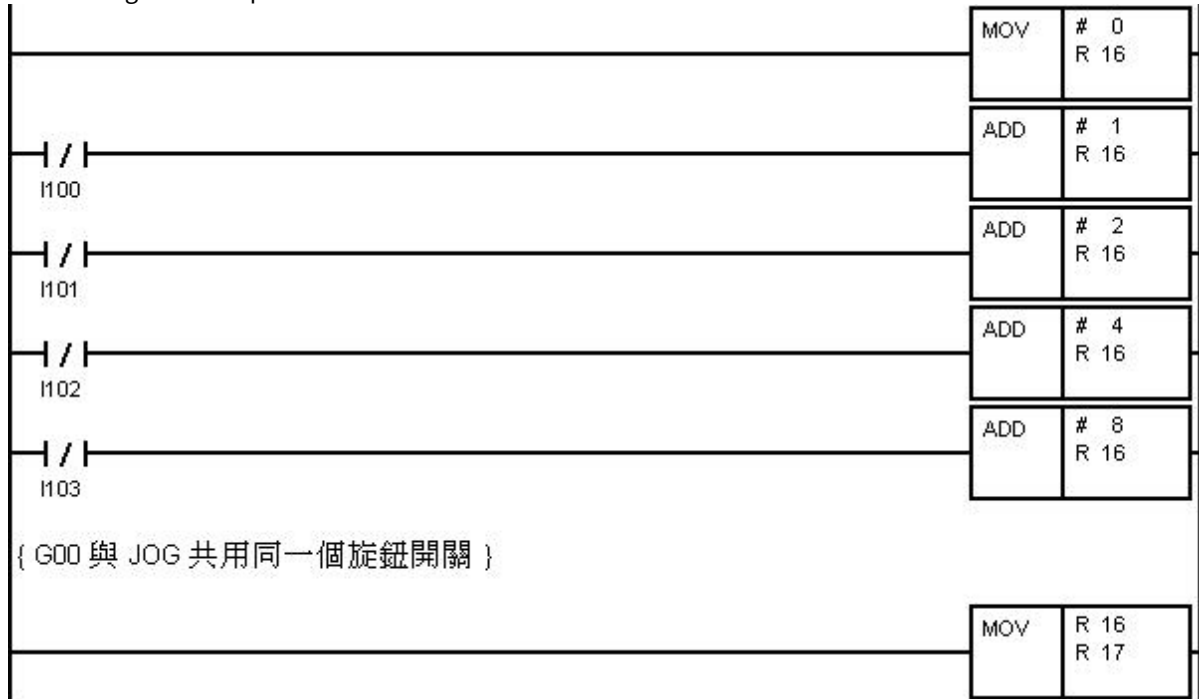 MOV # 0
R 16
ADD # 1
R 16
I100
ADD # 2
R 16
I101
ADD # 4
R 16
I102
ADD # 8
R 16
I103
{ G00 與 JOG 共用同一個旋鈕開關 }
MOV R 16
R 17